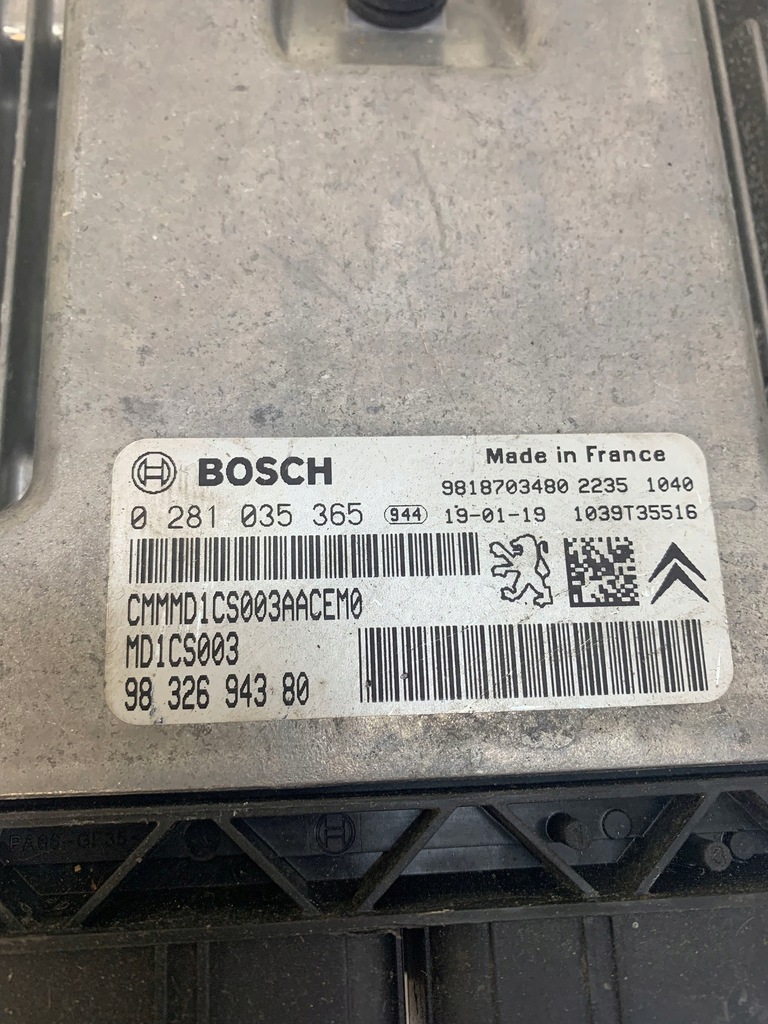 BOSCH
Made in France
9818703480 2235 1040
0 281 035 365 944 19-01-19 1039T35516
CMMMD1CS003AACEM0
MD1CS003
98 326 943 80